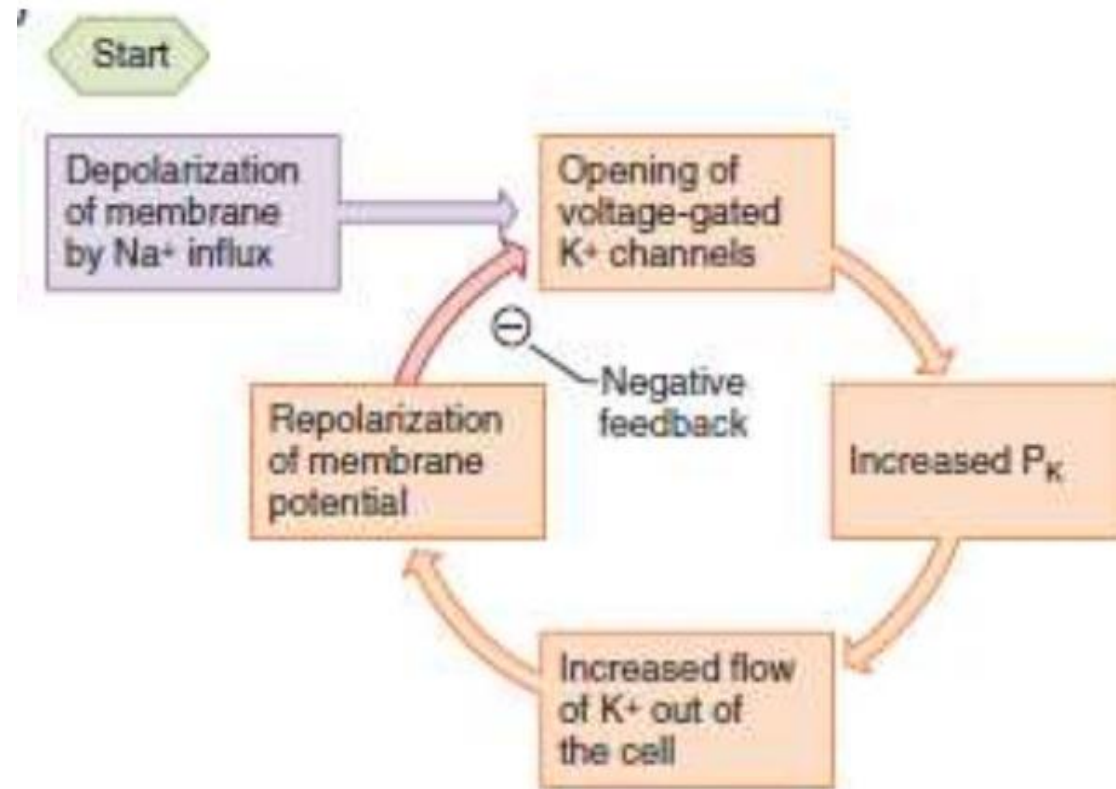 Start
Depolarization
of membrane
by Na+ influx
Opening of
voltage-gated
K+ channels
Negative
feedback
Repolarization
of membrane
potential
Increased PK
Increased flow
of K+ out of
the cell